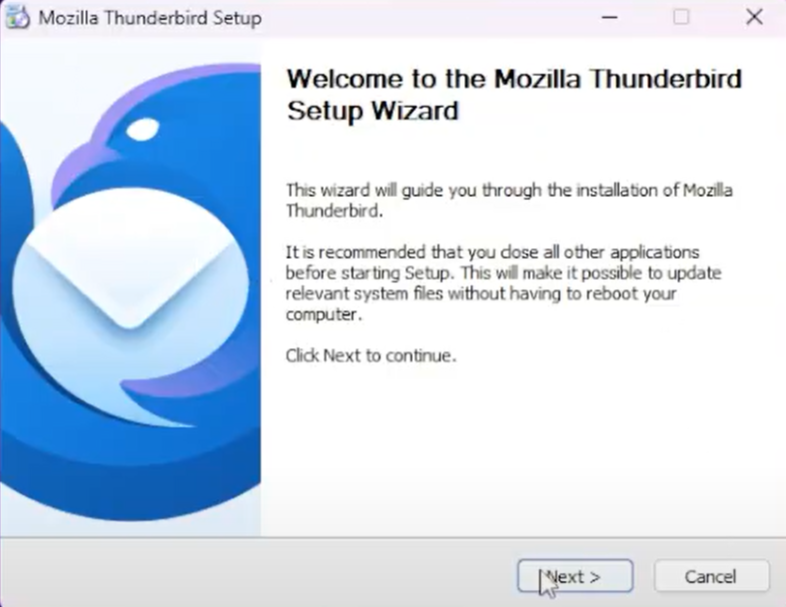 Mozilla Thunderbird Setup
Welcome to the Mozilla Thunderbird
Setup Wizard
This wizard will guide you through the installation of Mozilla
Thunderbird.
It is recommended that you close all other applications
before starting Setup. This will make it possible to update
relevant system files without having to reboot your
computer.
Click Next to continue.
Next >
Cancel